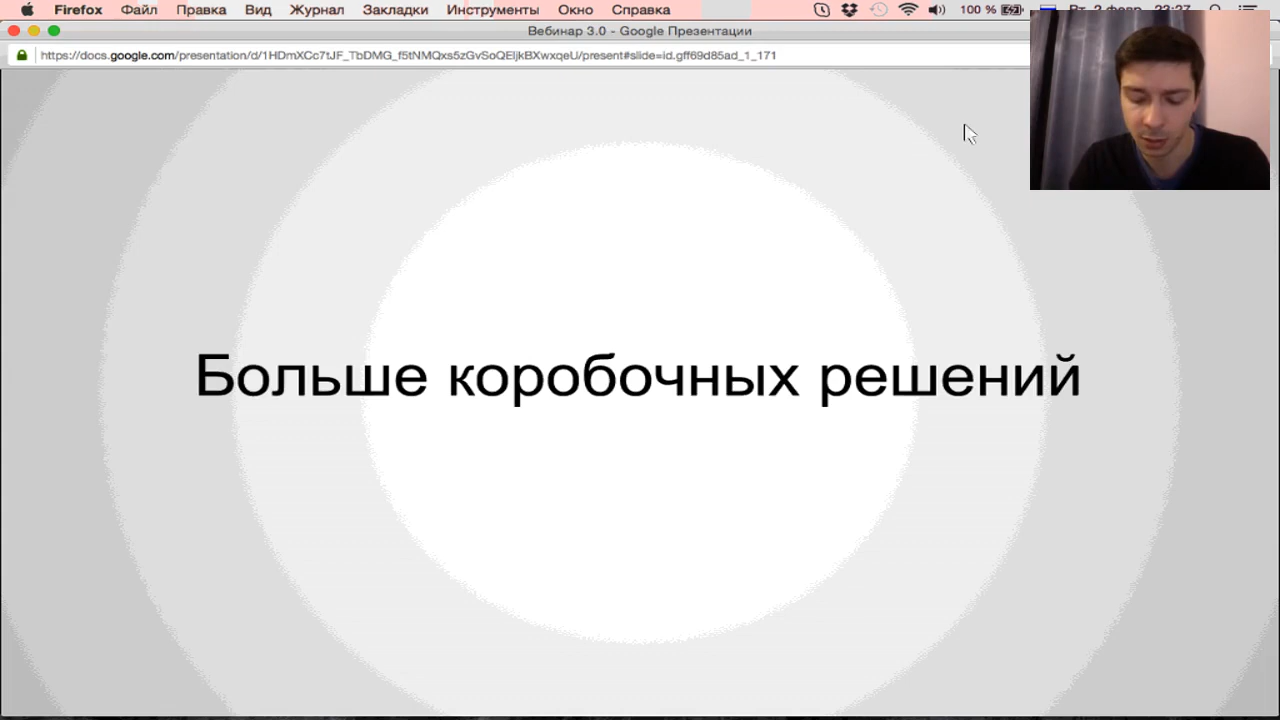 Firefox Файл Правка Вид Журнал Закладки Инструменты Окно Справка 100 %
Вебинар 3.0 - Google Презентации
https://docs.google.com/presentation/d/1HDmXCc7tJF_TbDMG_f5tNMQxs5zGvSoQEljkBXwxqeU/present#slide=id.gff69d85ad_1_171
Больше коробочных решений